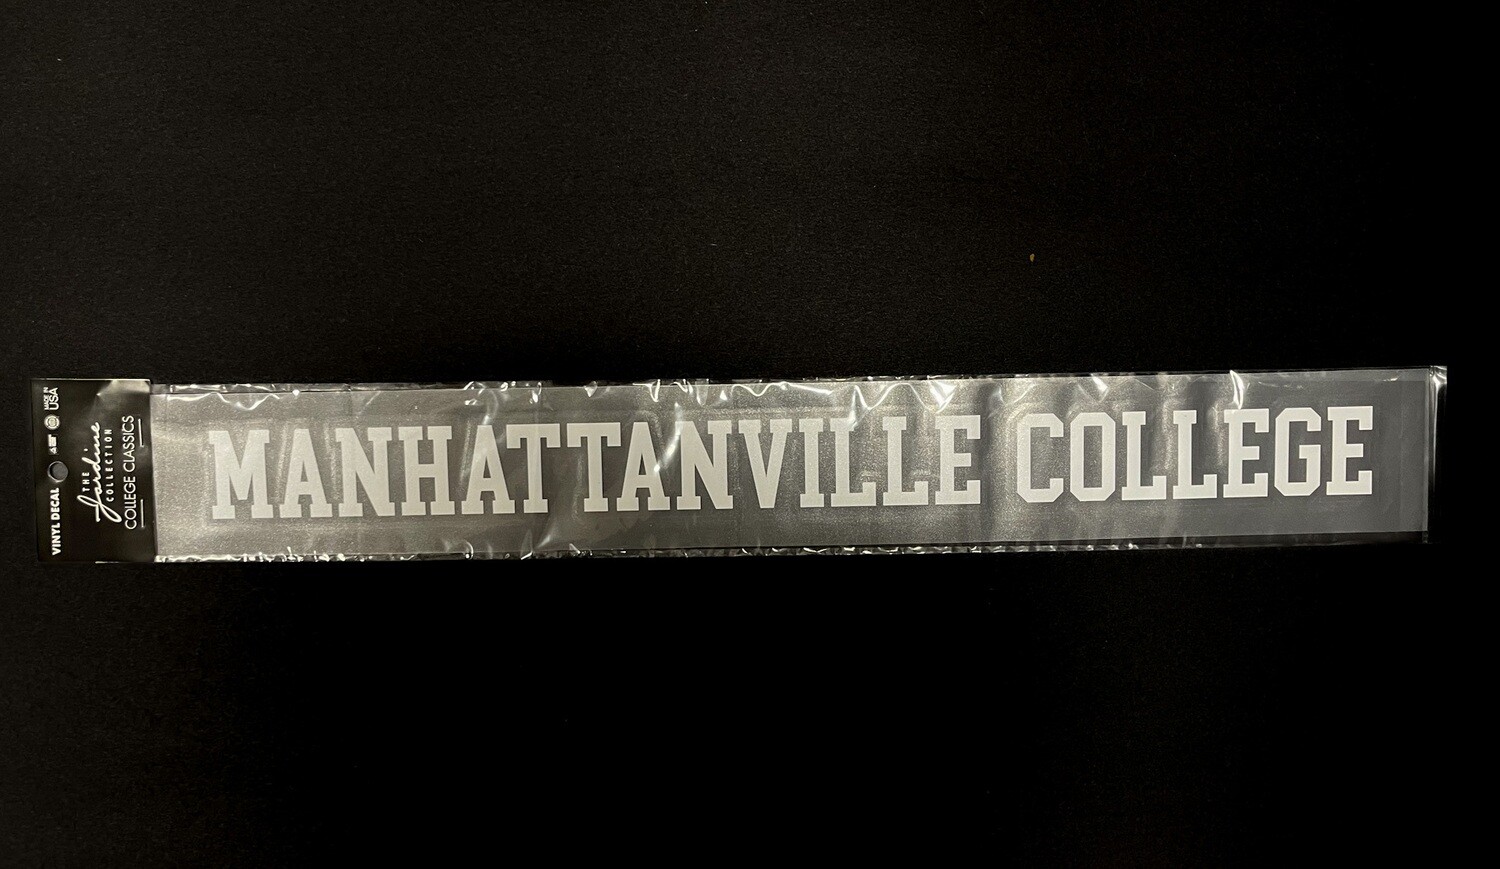 MANHATTANVILLE COLLEGE
VINYL DECAL
MADE IN
USA
THE
Jardine
COLLECTION
COLLEGE CLASSICS